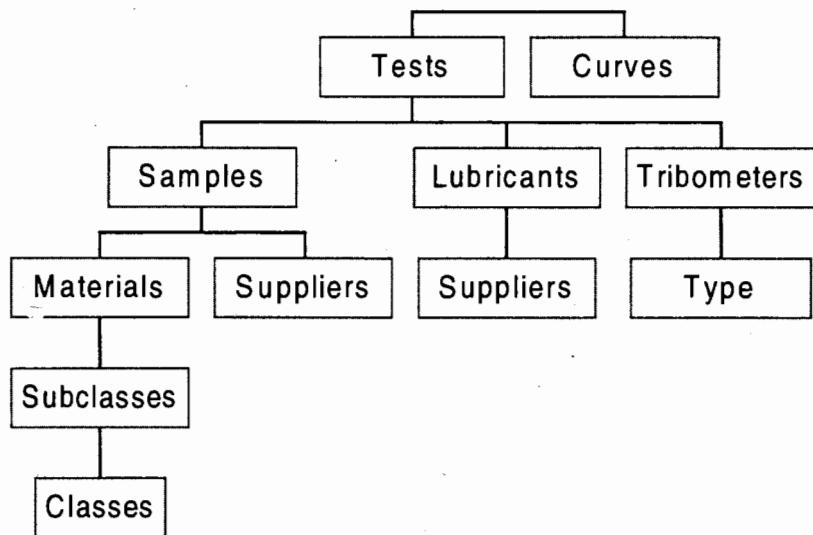 Tests
Curves
Samples
Lubricants
Tribometers
Materials
Suppliers
Suppliers
Type
Subclasses
Classes